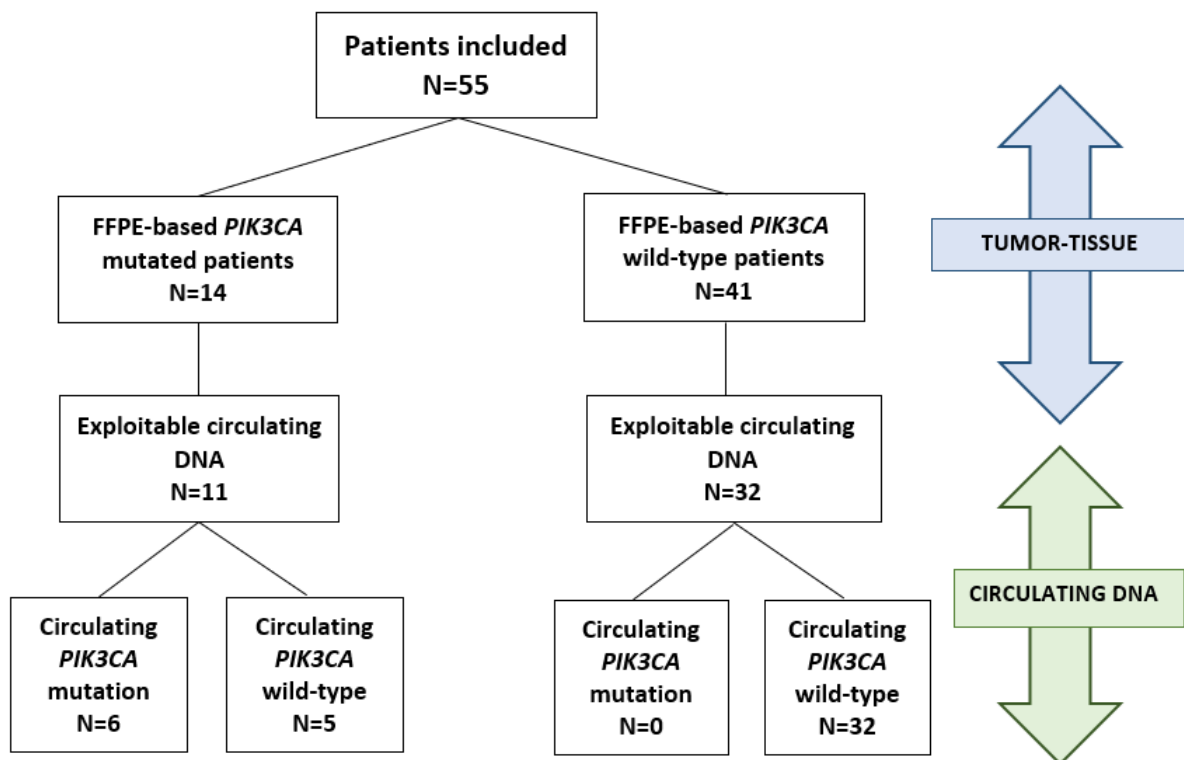 Patients included
N=55
FFPE-based PIK3CA
mutated patients
N=14
FFPE-based PIK3CA
wild-type patients
N=41
TUMOR-TISSUE
Exploitable circulating
DNA
N=11
Exploitable circulating
DNA
N=32
CIRCULATING DNA
Circulating
PIK3CA
mutation
N=6
Circulating
PIK3CA
wild-type
N=5
Circulating
PIK3CA
mutation
N=0
Circulating
PIK3CA
wild-type
N=32